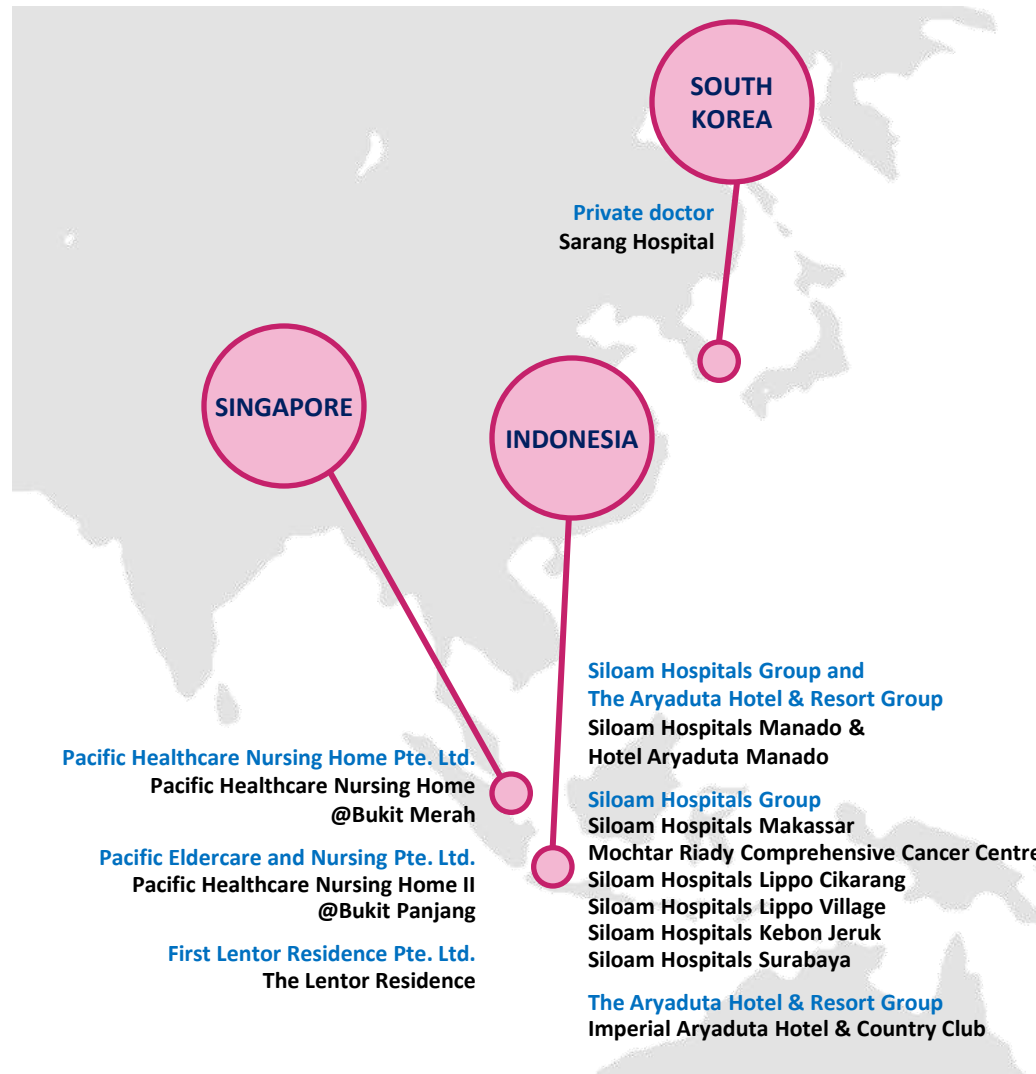 SOUTH
KOREA
Private doctor
Sarang Hospital
SINGAPORE
INDONESIA
Pacific Healthcare Nursing Home Pte. Ltd.
Pacific Healthcare Nursing Home
@Bukit Merah
Pacific Eldercare and Nursing Pte. Ltd.
Pacific Healthcare Nursing Home II
@Bukit Panjang
First Lentor Residence Pte. Ltd.
The Lentor Residence
Siloam Hospitals Group and
The Aryaduta Hotel & Resort Group
Siloam Hospitals Manado &
Hotel Aryaduta Manado
Siloam Hospitals Group
Siloam Hospitals Makassar
Mochtar Riady Comprehensive Cancer Centre
Siloam Hospitals Lippo Cikarang
Siloam Hospitals Lippo Village
Siloam Hospitals Kebon Jeruk
Siloam Hospitals Surabaya
The Aryaduta Hotel & Resort Group
Imperial Aryaduta Hotel & Country Club